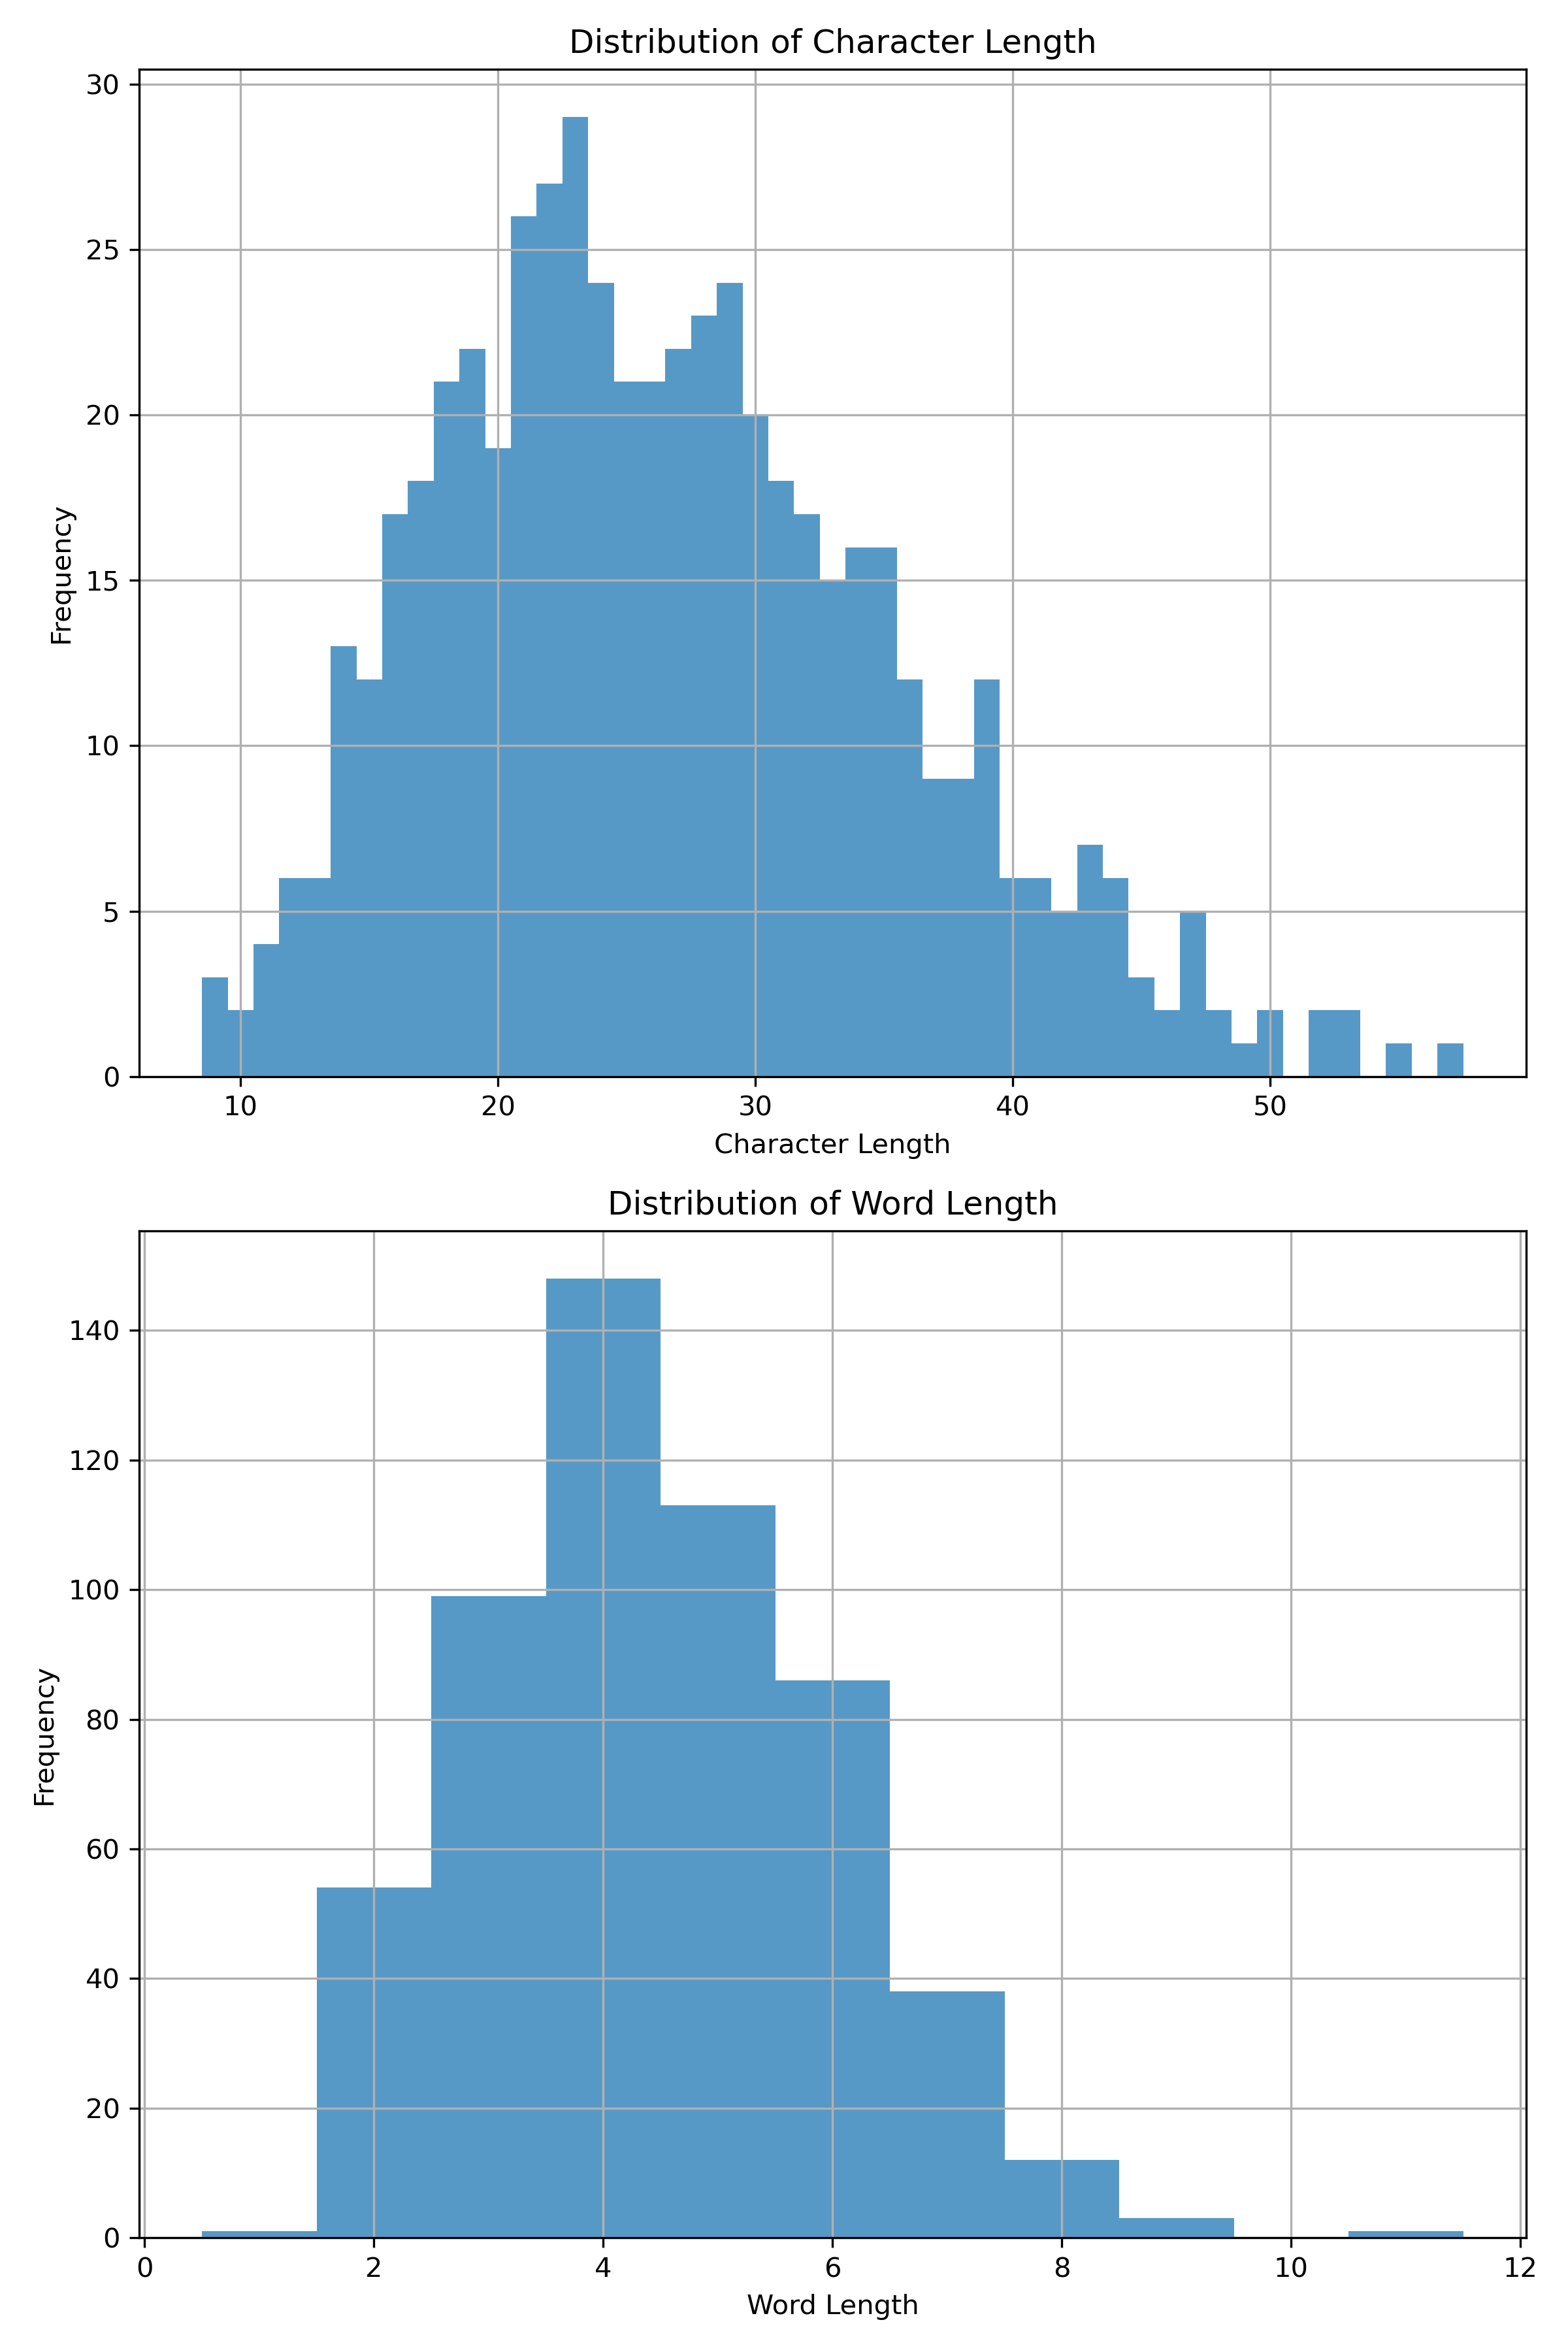 Distribution of Character Length
30
25
20
15
10
5
0
Frequency
10 20 30 40 50
Character Length
Distribution of Word Length
140
120
100
80
60
40
20
0
Frequency
0 2 4 6 8 10 12
Word Length